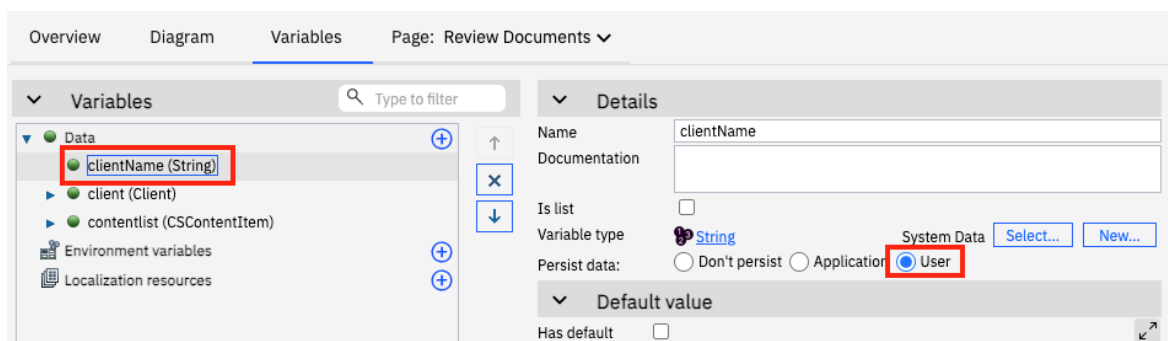 Overview Diagram Variables Page: Review Documents
Variables Type to filter
Data
clientName (String)
client (Client)
contentlist (CSContentItem)
Environment variables
Localization resources
Details
Name clientName
Documentation
Is list
Variable type String System Data Select... New...
Persist data: Don't persist Application User
Default value
Has default